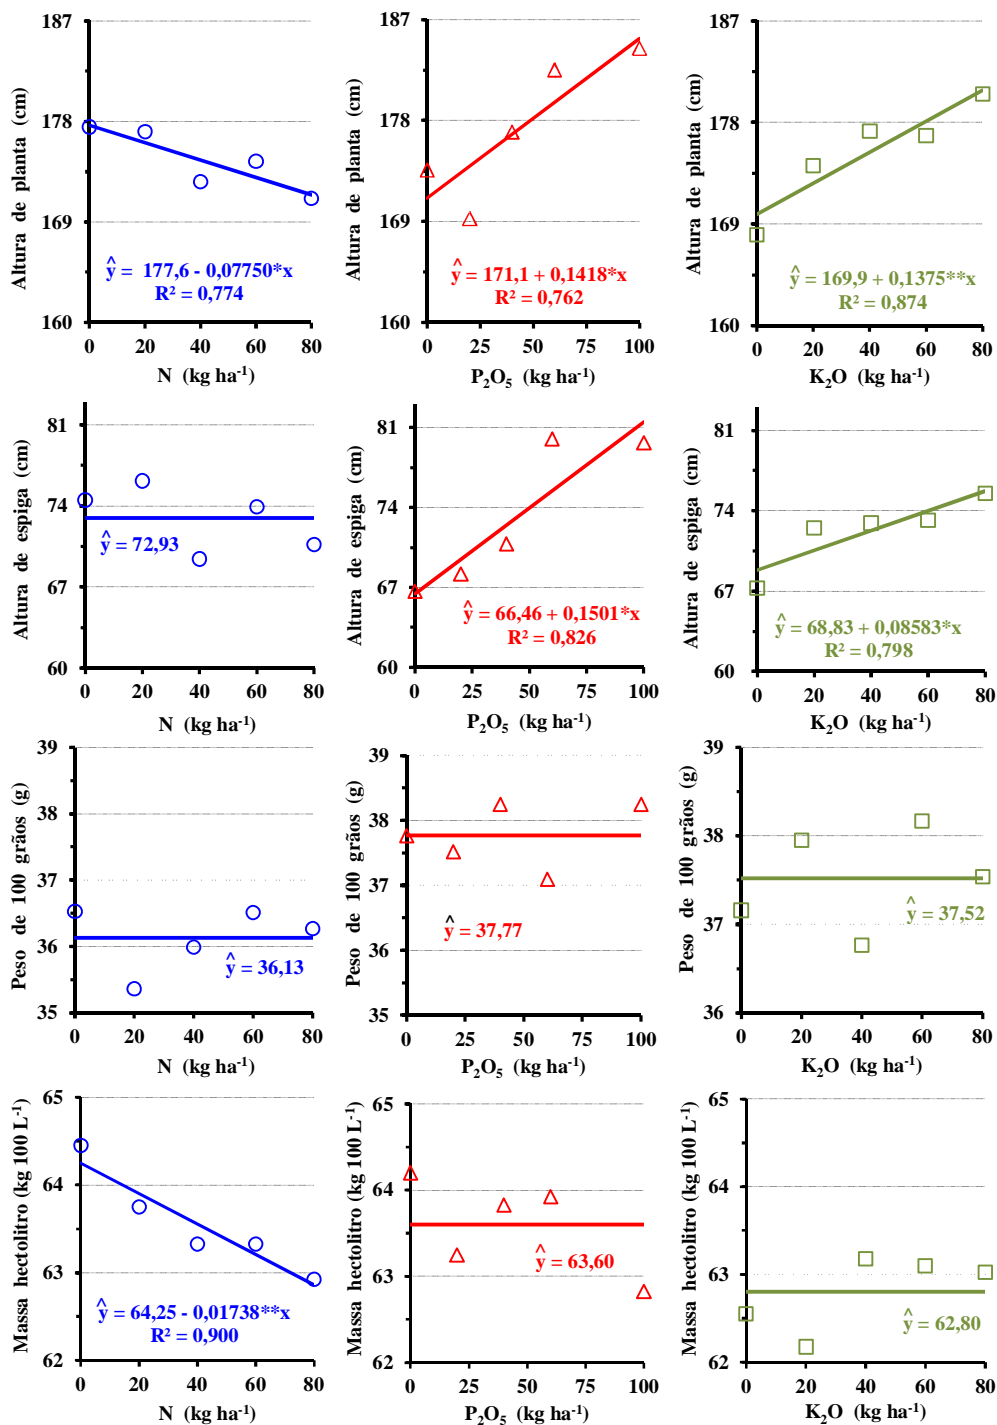 187
178
169
160
Altura de planta (cm)
ŷ = 177,6 - 0,07750*x
R² = 0,774
0 20 40 60 80
N (kg ha⁻¹)
187
178
169
160
Altura de planta (cm)
ŷ = 171,1 + 0,1418*x
R² = 0,762
0 25 50 75 100
P₂O₅ (kg ha⁻¹)
187
178
169
160
Altura de planta (cm)
ŷ = 169,9 + 0,1375**x
R² = 0,874
0 20 40 60 80
K₂O (kg ha⁻¹)
81
74
67
60
Altura de espiga (cm)
ŷ = 72,93
0 20 40 60 80
N (kg ha⁻¹)
81
74
67
60
Altura de espiga (cm)
ŷ = 66,46 + 0,1501*x
R² = 0,826
0 25 50 75 100
P₂O₅ (kg ha⁻¹)
81
74
67
60
Altura de espiga (cm)
ŷ = 68,83 + 0,08583*x
R² = 0,798
0 20 40 60 80
K₂O (kg ha⁻¹)
39
38
37
36
35
Peso de 100 grãos (g)
ŷ = 36,13
0 20 40 60 80
N (kg ha⁻¹)
39
38
37
36
35
Peso de 100 grãos (g)
ŷ = 37,77
0 25 50 75 100
P₂O₅ (kg ha⁻¹)
39
38
37
36
Peso de 100 grãos (g)
ŷ = 37,52
0 20 40 60 80
K₂O (kg ha⁻¹)
65
64
63
62
Massa hectolitro (kg 100 L⁻¹)
ŷ = 64,25 - 0,01738**x
R² = 0,900
0 20 40 60 80
N (kg ha⁻¹)
65
64
63
62
Massa hectolitro (kg 100 L⁻¹)
ŷ = 63,60
0 25 50 75 100
P₂O₅ (kg ha⁻¹)
65
64
63
62
Massa hectolitro (kg 100 L⁻¹)
ŷ = 62,80
0 20 40 60 80
K₂O (kg ha⁻¹)